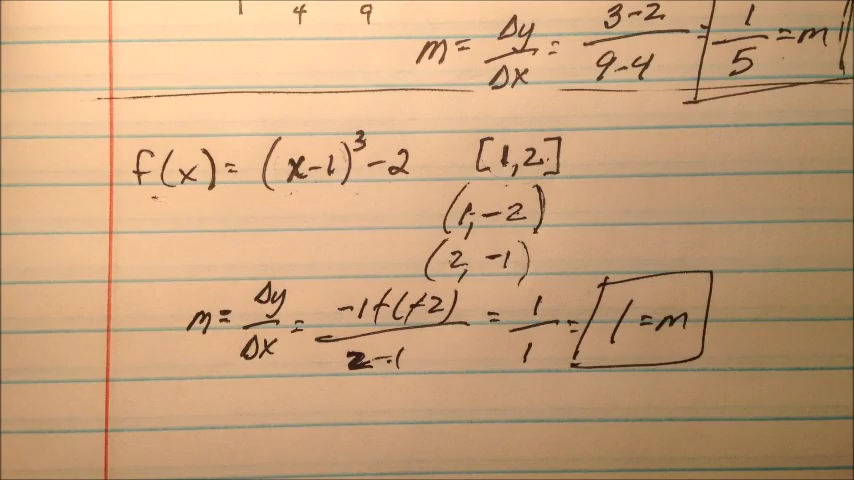 1 4 9
m = Δy/Δx = (3-2)/(9-4) = 1/5 = m
f(x) = (x-1)³ - 2 [1,2]
(1, -2)
(2, -1)
m = Δy/Δx = (-1+(+2))/(2-1) = 1/1 = 1 = m